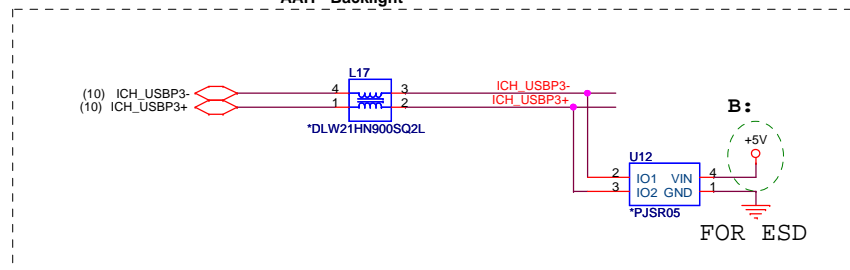 L17
(10) ICH_USBP3- 4 3 ICH_USBP3-
(10) ICH_USBP3+ 1 2 ICH_USBP3+
*DLW21HN900SQ2L
B:
+5V
U12
2 IO1 VIN 4
3 IO2 GND 1
*PJSR05
FOR ESD